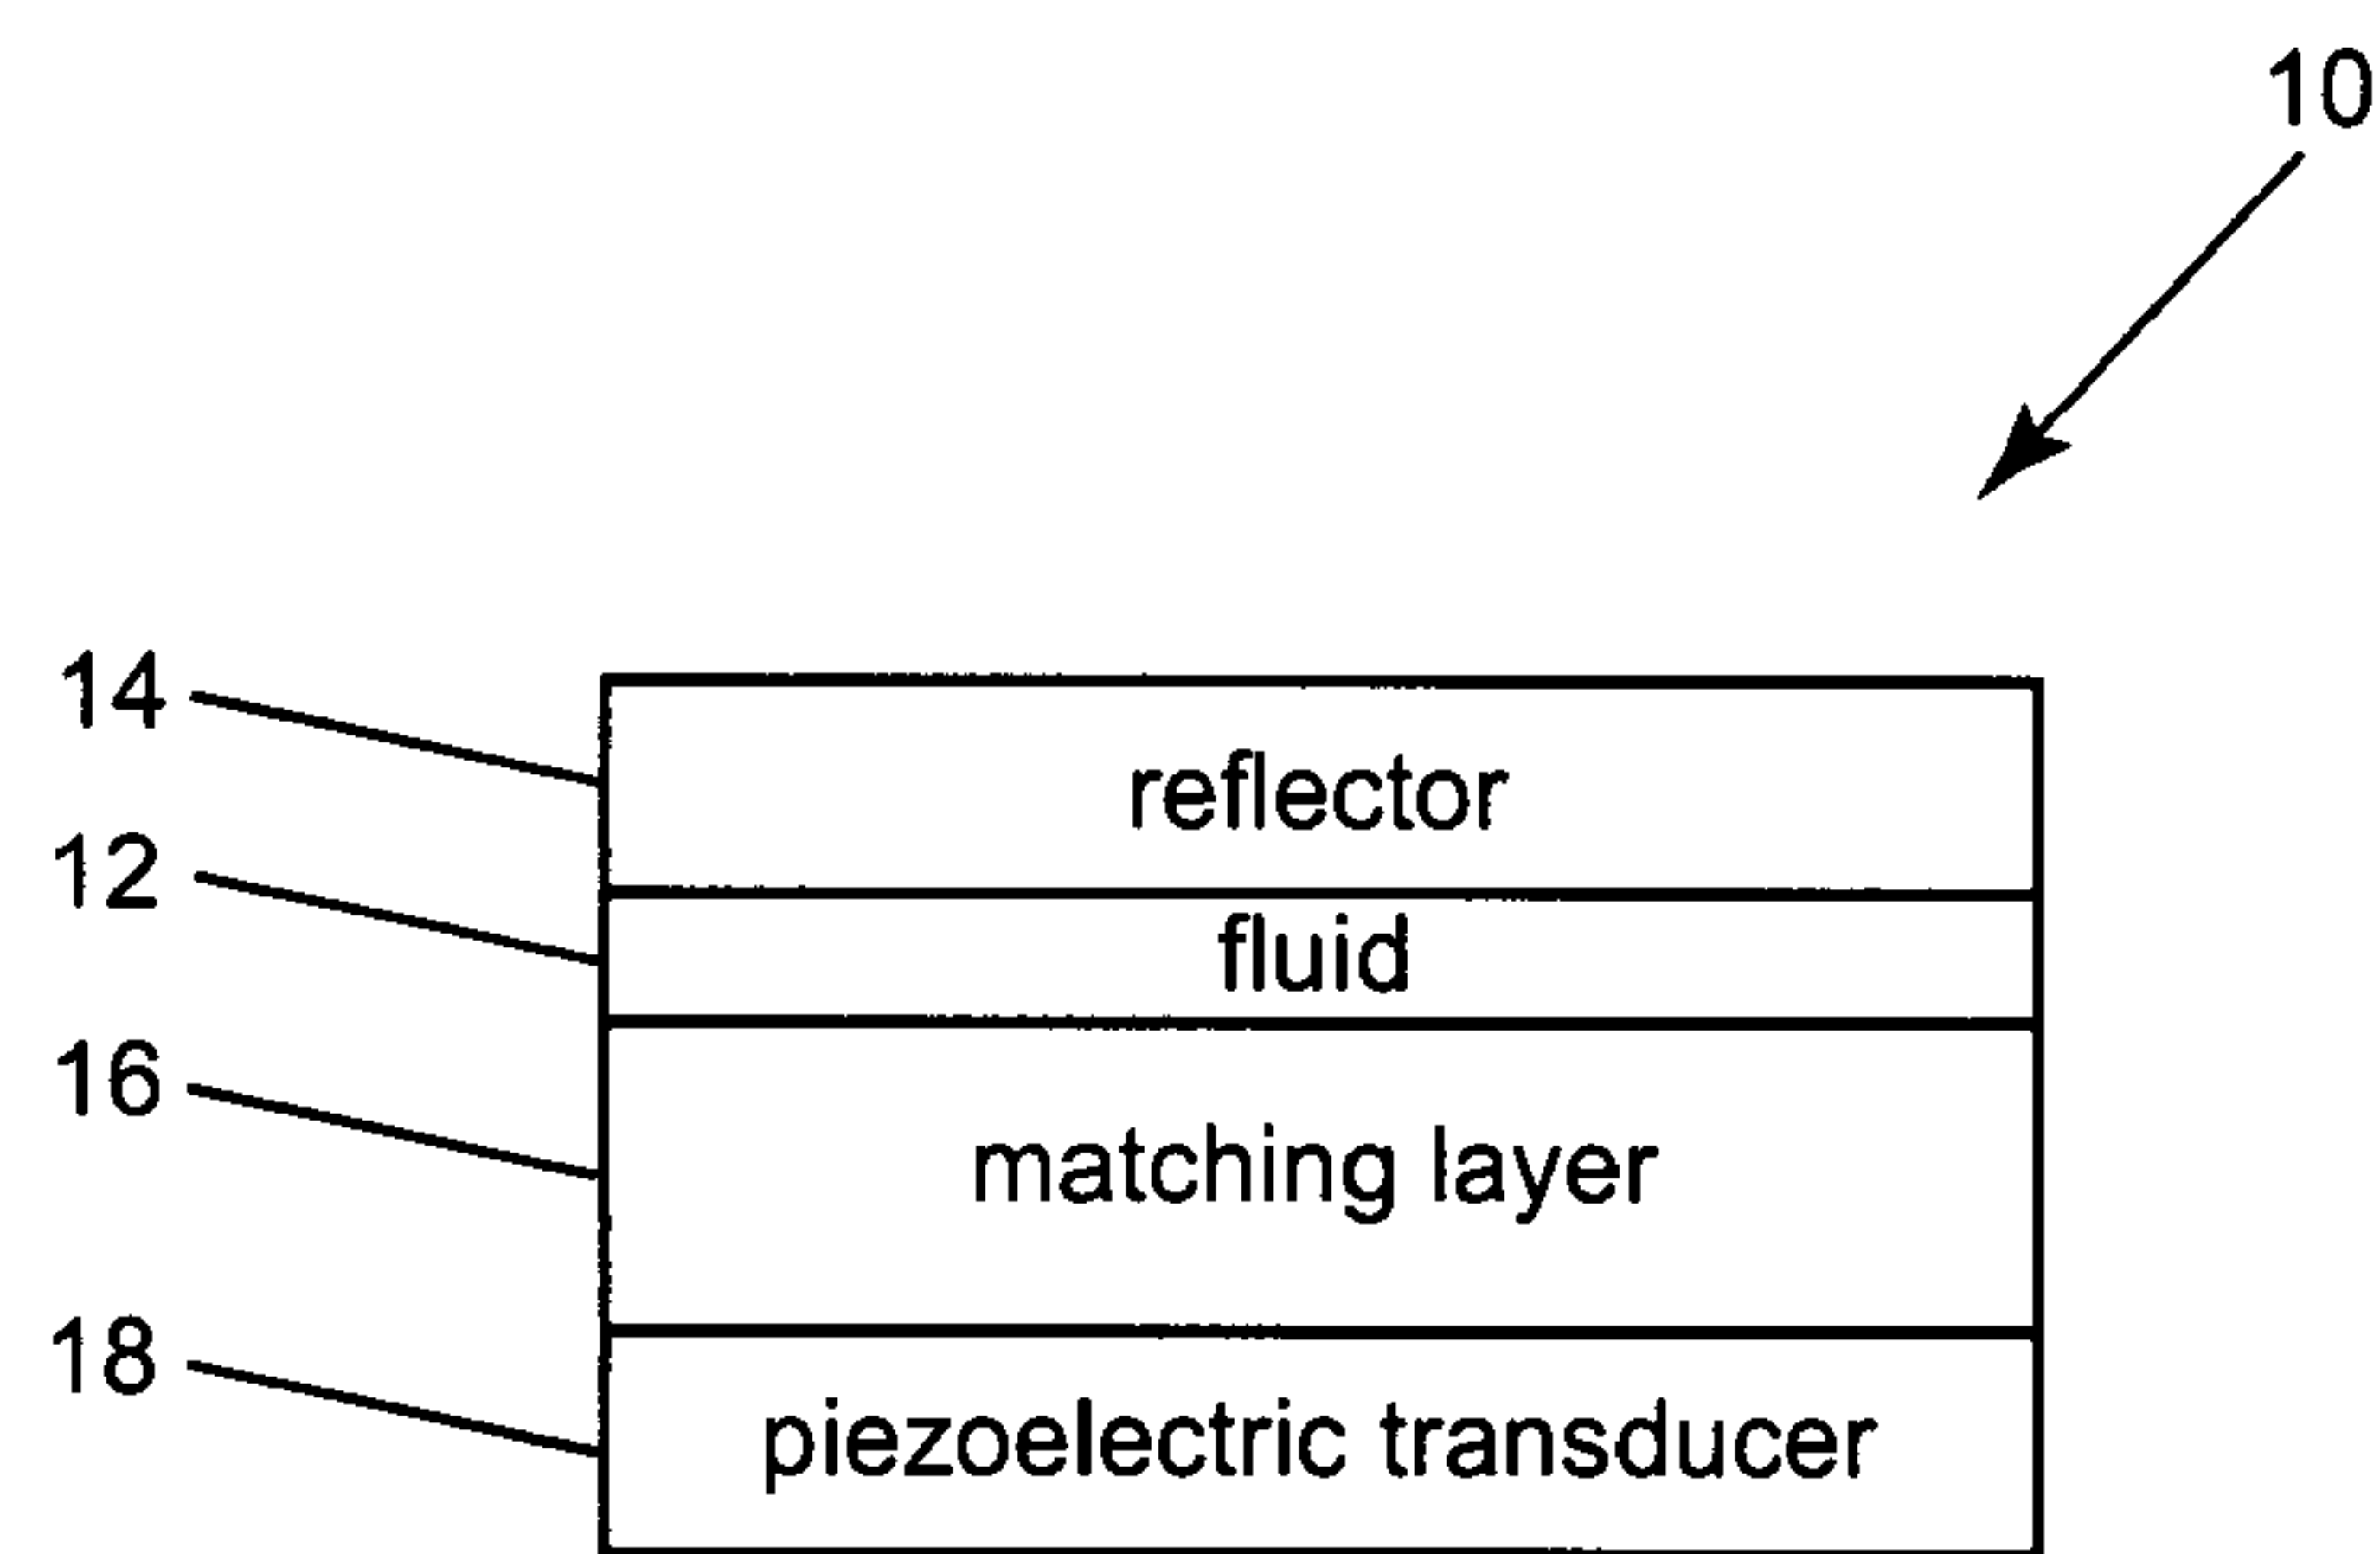 10
14
reflector
12
fluid
16
matching layer
18
piezoelectric transducer